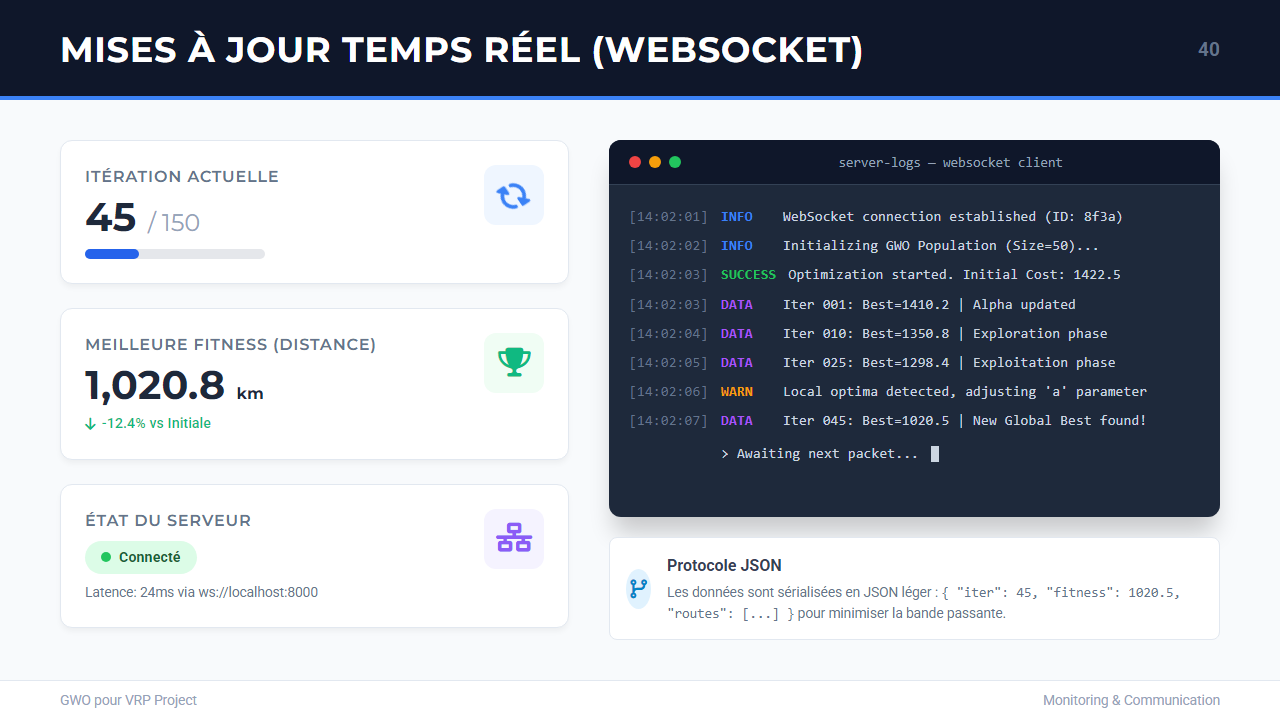 MISES À JOUR TEMPS RÉEL (WEBSOCKET)
40
ITÉRATION ACTUELLE
45 / 150
MEILLEURE FITNESS (DISTANCE)
1,020.8 km
-12.4% vs Initiale
ÉTAT DU SERVEUR
Connecté
Latence: 24ms via ws://localhost:8000
server-logs — websocket client
[14:02:01] INFO WebSocket connection established (ID: 8f3a)
[14:02:02] INFO Initializing GWO Population (Size=50)...
[14:02:03] SUCCESS Optimization started. Initial Cost: 1422.5
[14:02:03] DATA Iter 001: Best=1410.2 | Alpha updated
[14:02:04] DATA Iter 010: Best=1350.8 | Exploration phase
[14:02:05] DATA Iter 025: Best=1298.4 | Exploitation phase
[14:02:06] WARN Local optima detected, adjusting 'a' parameter
[14:02:07] DATA Iter 045: Best=1020.5 | New Global Best found!
> Awaiting next packet...
Protocole JSON
Les données sont sérialisées en JSON léger : { "iter": 45, "fitness": 1020.5,
"routes": [...] } pour minimiser la bande passante.
GWO pour VRP Project
Monitoring & Communication